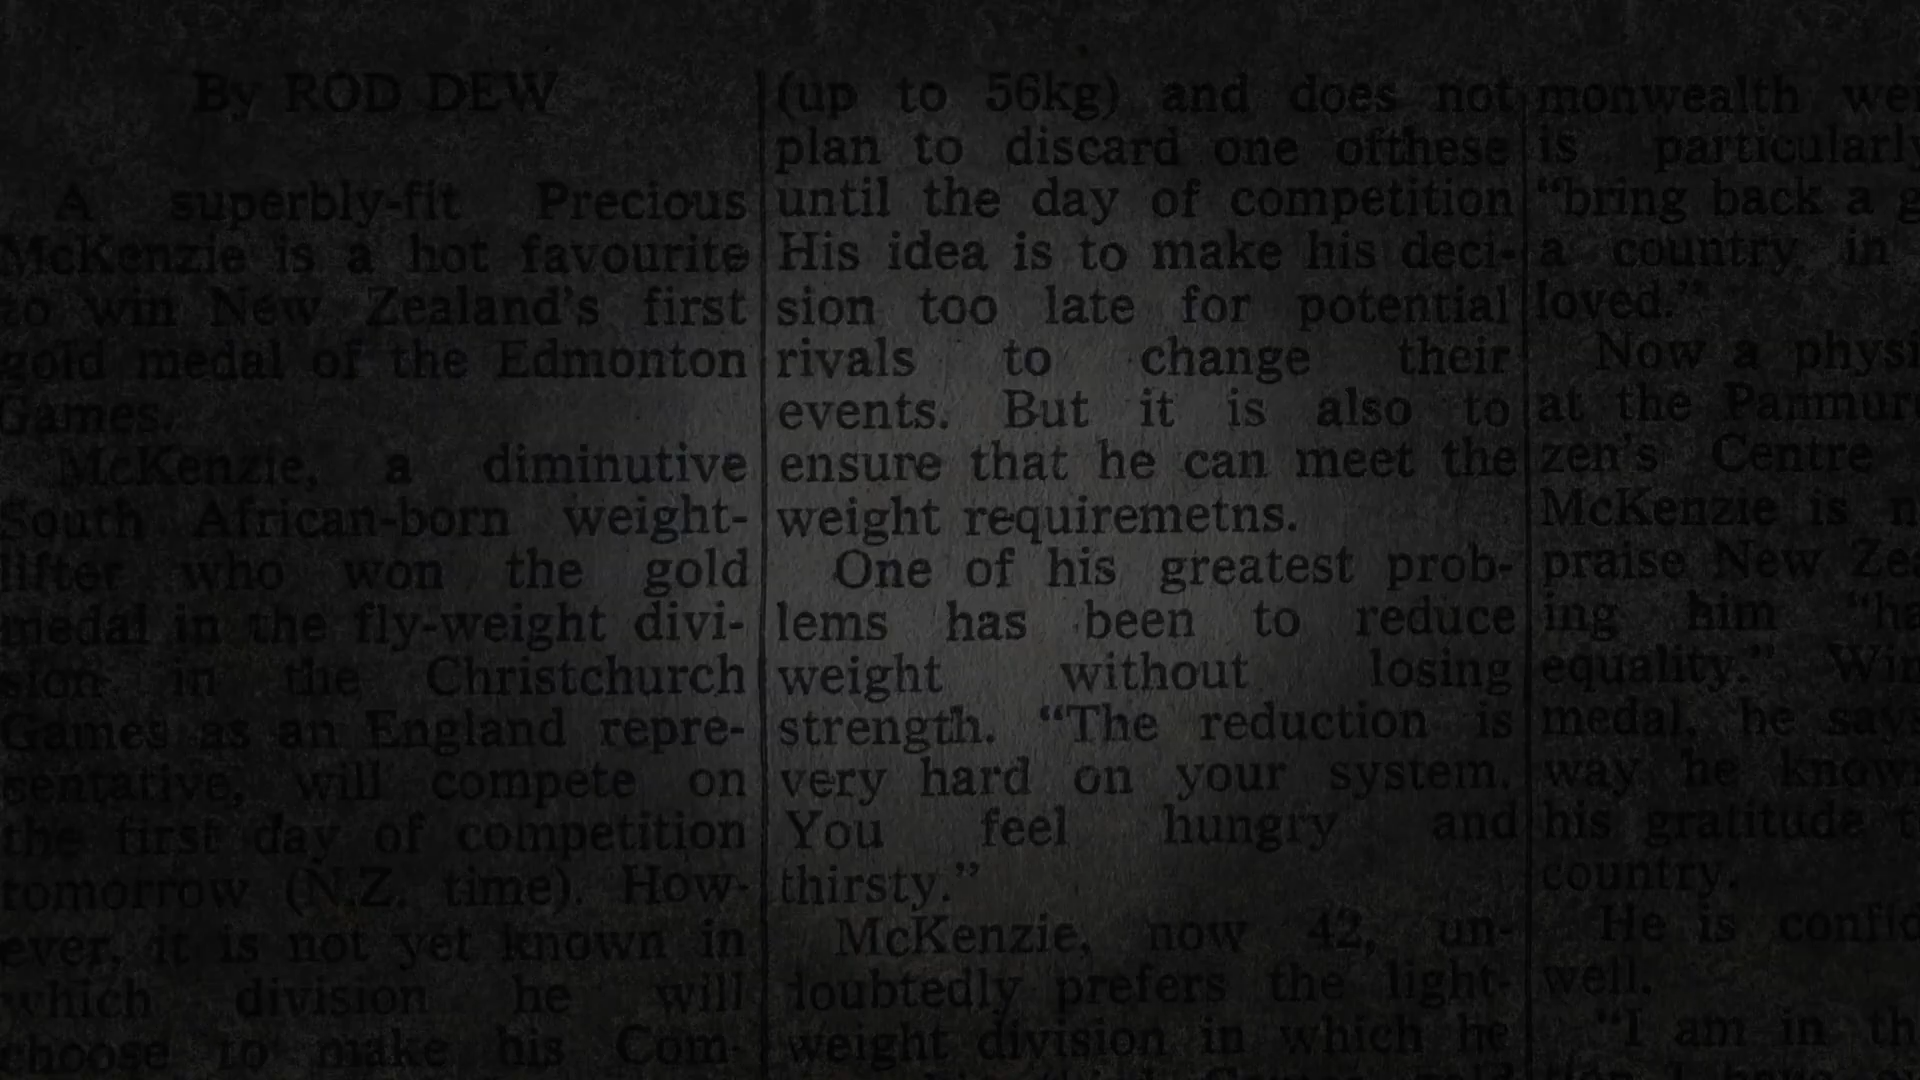 By ROD DEW
A superbly-fit Precious
McKenzie is a hot favourite
to win New Zealand's first
gold medal of the Edmonton
Games.
McKenzie, a diminutive
South African-born weight-
lifter who won the gold
medal in the fly-weight divi-
sion in the Christchurch
Games as an England repre-
sentative, will compete on
the first day of competition
tomorrow (N.Z. time). How-
ever, it is not yet known in
which division he will
choose to make his Com-
(up to 56kg) and does not
plan to discard one ofthese
until the day of competition
His idea is to make his deci-
sion too late for potential
rivals to change their
events. But it is also to
ensure that he can meet the
weight requiremetns.
One of his greatest prob-
lems has been to reduce
weight without losing
strength. “The reduction is
very hard on your system.
You feel hungry and
thirsty.”
McKenzie, now 42, un-
doubtedly prefers the light-
weight division in which he
monwealth wei
is particularly
“bring back a g
a country in
loved.”
Now a physi
at the Panmur
zen's Centre
McKenzie is n
praise New Zea
ing him “ha
equality.” Win
medal, he says
way he know
his gratitude t
country.
He is confid
well.
“I am in th